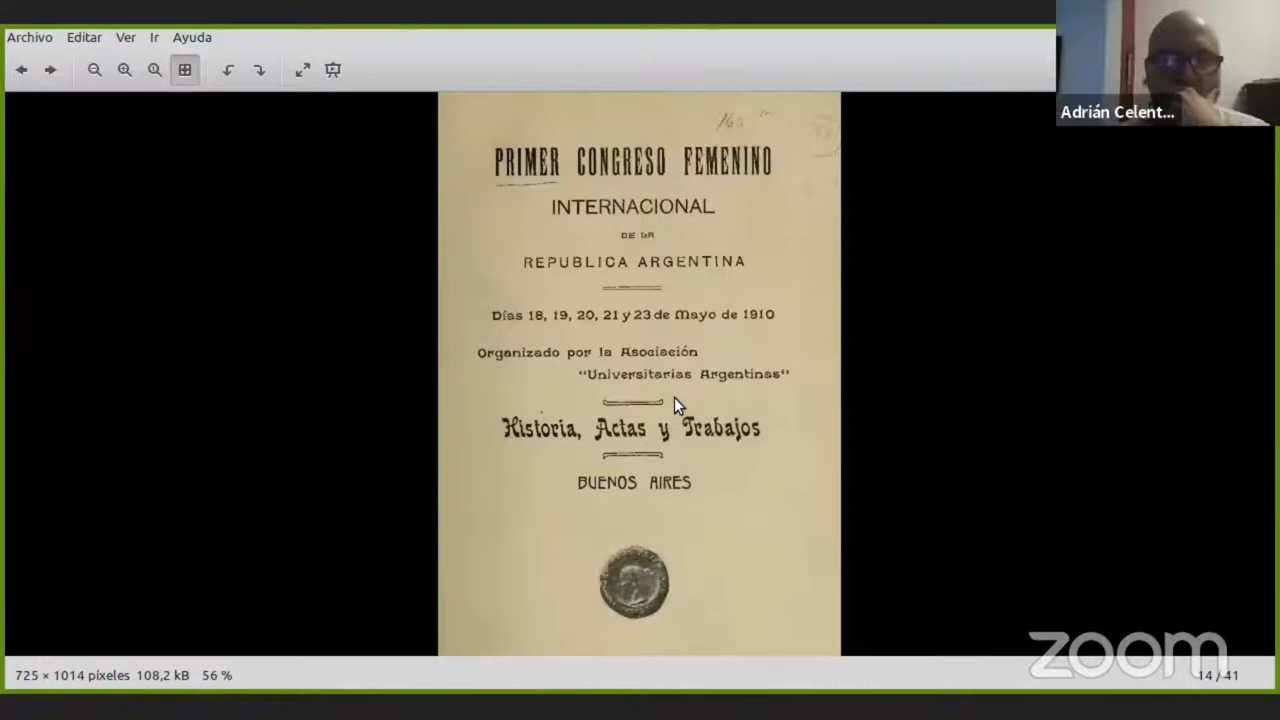 Archivo Editar Ver Ir Ayuda
Adrián Celent...
PRIMER CONGRESO FEMENINO
INTERNACIONAL
DE LA
REPUBLICA ARGENTINA
Días 18, 19, 20, 21 y 23 de Mayo de 1910
Organizado por la Asociación
"Universitarias Argentinas"
Historia, Actas y Trabajos
BUENOS AIRES
zoom
725 × 1014 píxeles 108,2 kB 56 %
14 / 41